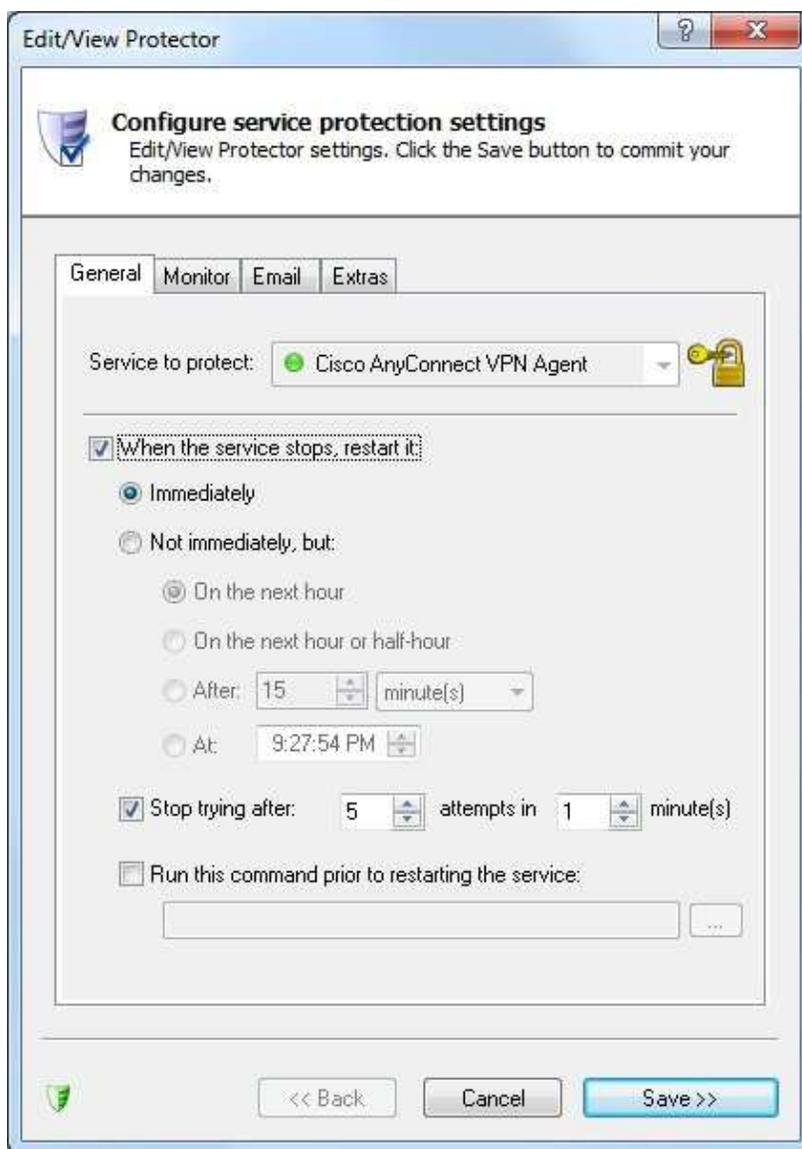 Edit/View Protector
Configure service protection settings
Edit/View Protector settings. Click the Save button to commit your
changes.
General Monitor Email Extras
Service to protect: Cisco AnyConnect VPN Agent
When the service stops, restart it:
Immediately
Not immediately, but:
On the next hour
On the next hour or half-hour
After: 15 minute(s)
At: 9:27:54 PM
Stop trying after: 5 attempts in 1 minute(s)
Run this command prior to restarting the service:
...
<< Back Cancel Save >>